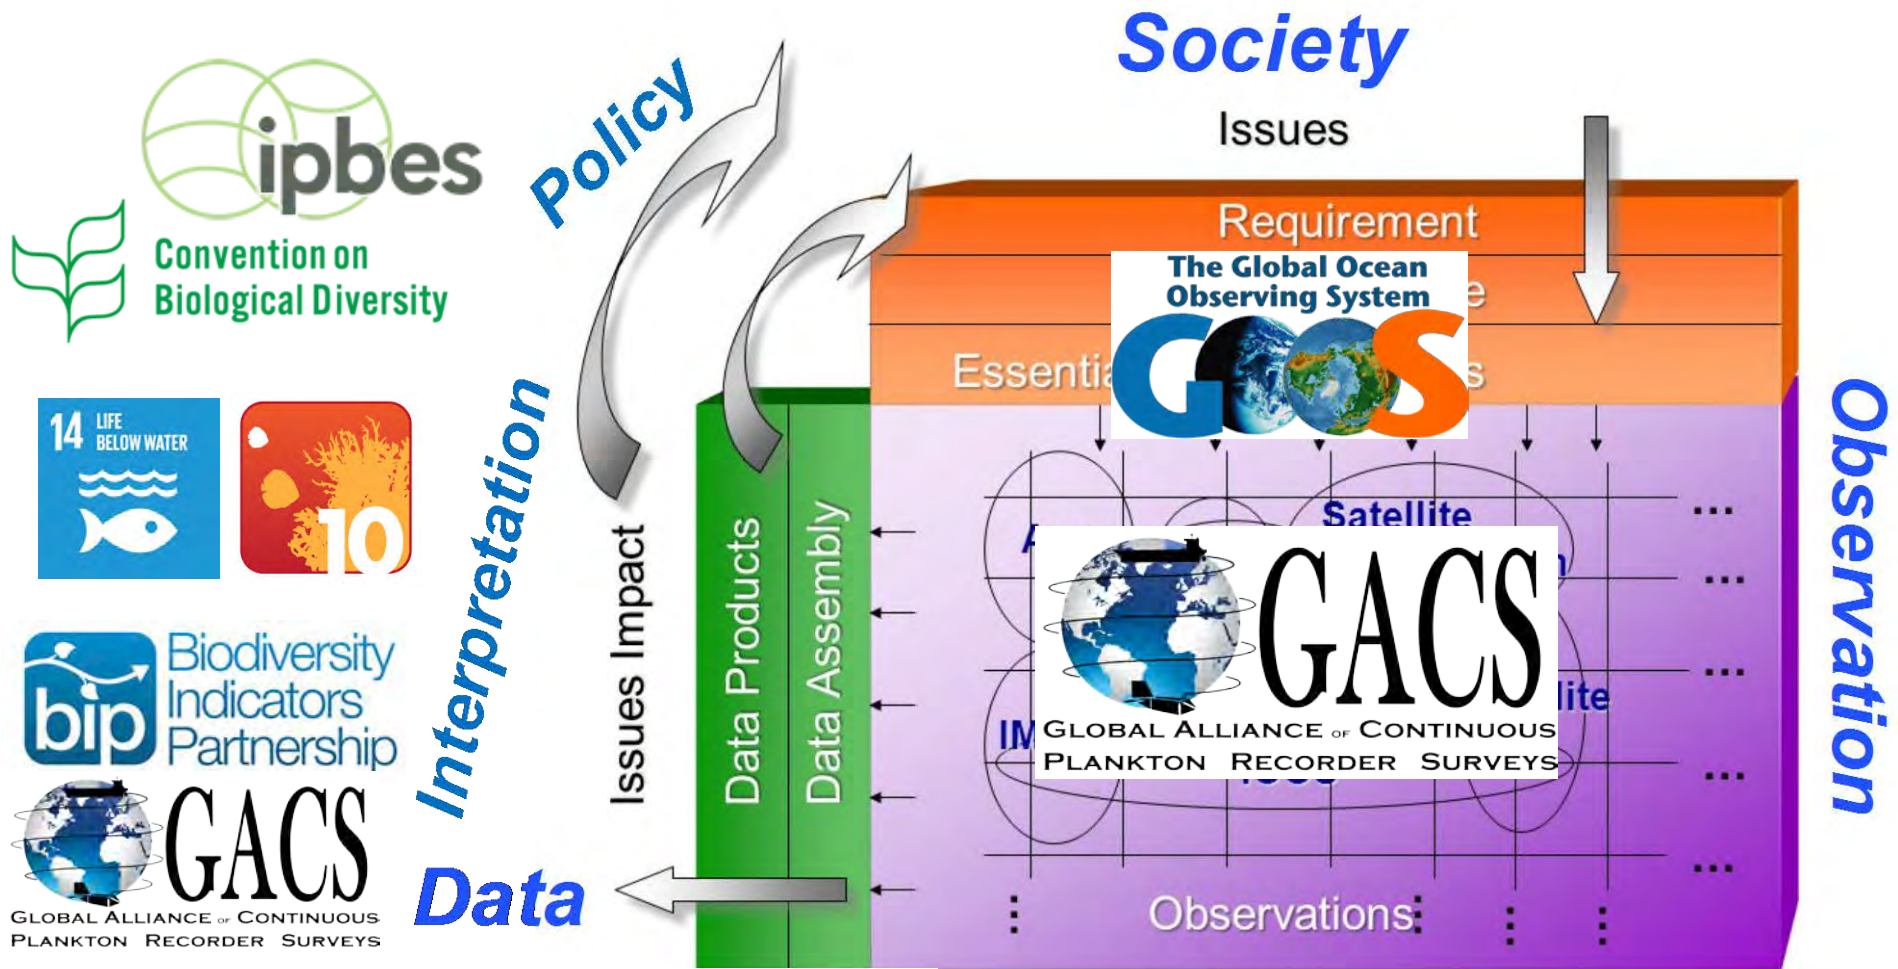 Society
Policy
Issues
ipbes
Convention on
Biological Diversity
Requirement
The Global Ocean
Observing System
GOOS
Essentia
14 LIFE
BELOW WATER
10
Interpretation
Observation
Satellite
GACS
GLOBAL ALLIANCE OF CONTINUOUS
PLANKTON RECORDER SURVEYS
lite
IM
Issues Impact
Data Products
Data Assembly
bip
Biodiversity
Indicators
Partnership
GACS
GLOBAL ALLIANCE OF CONTINUOUS
PLANKTON RECORDER SURVEYS
Data
Observations